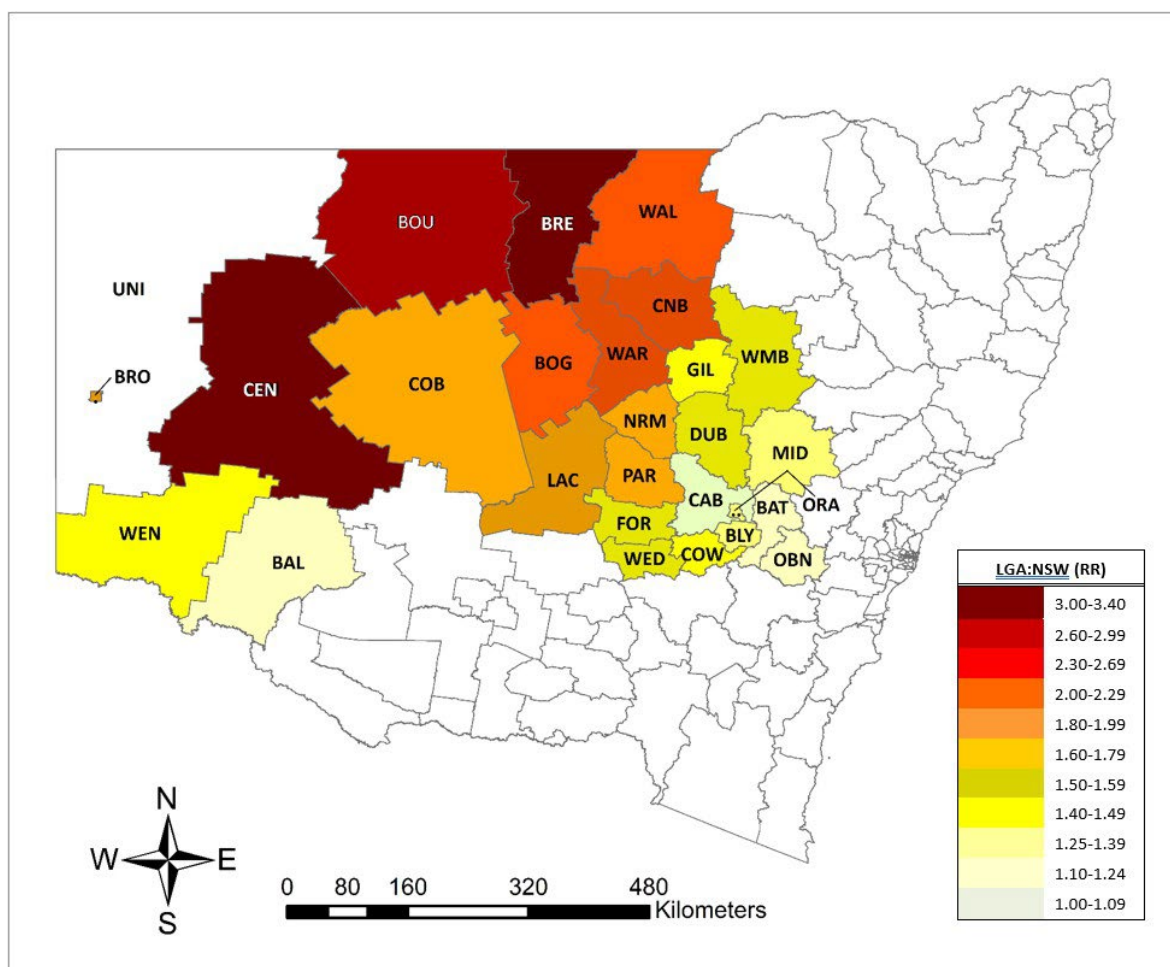 BOU
BRE
WAL
UNI
CNB
BRO
CEN
COB
BOG
WAR
GIL
WMB
NRM
DUB
MID
LAC
PAR
CAB
BAT
ORA
WEN
BAL
FOR
BLY
WED
COW
OBN
LGA:NSW (RR)
3.00-3.40
2.60-2.99
2.30-2.69
2.00-2.29
1.80-1.99
1.60-1.79
1.50-1.59
1.40-1.49
1.25-1.39
1.10-1.24
1.00-1.09
N
W E
S
0 80 160 320 480
Kilometers